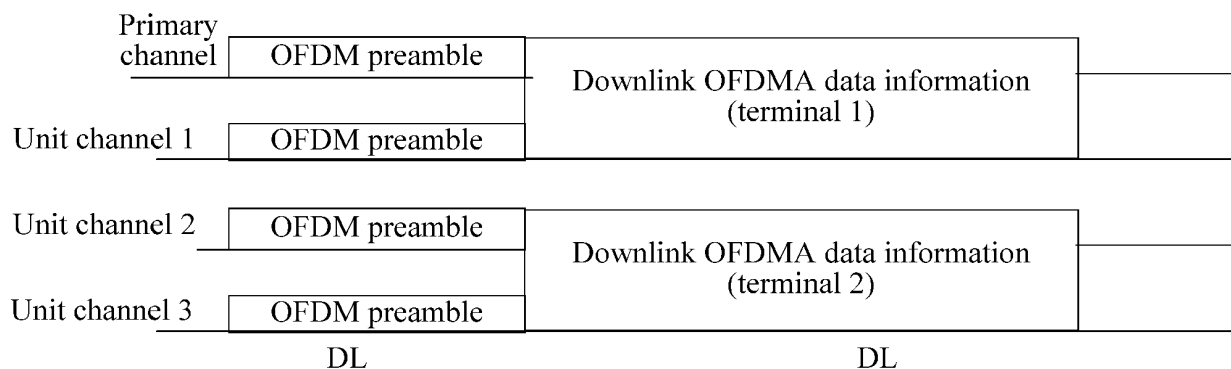 Primary
channel
OFDM preamble
Downlink OFDMA data information
(terminal 1)
Unit channel 1
OFDM preamble
Unit channel 2
OFDM preamble
Downlink OFDMA data information
(terminal 2)
Unit channel 3
OFDM preamble
DL
DL